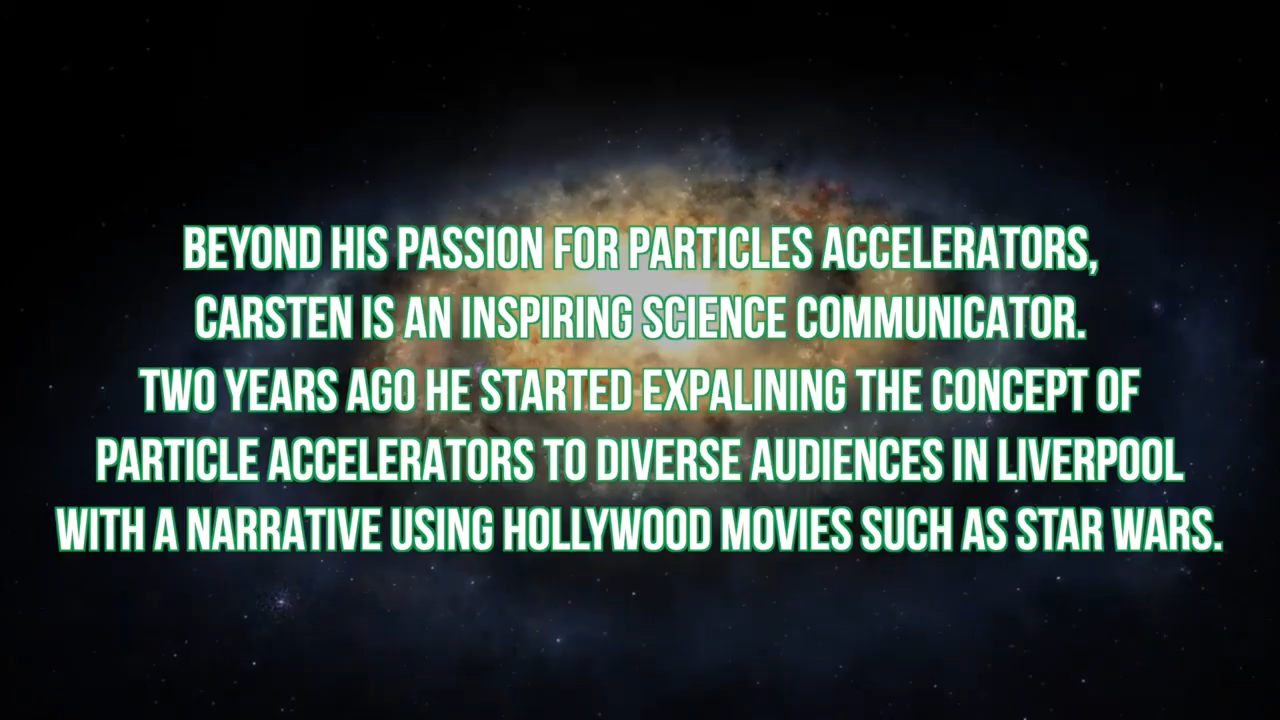 BEYOND HIS PASSION FOR PARTICLES ACCELERATORS,
CARSTEN IS AN INSPIRING SCIENCE COMMUNICATOR.
TWO YEARS AGO HE STARTED EXPALINING THE CONCEPT OF
PARTICLE ACCELERATORS TO DIVERSE AUDIENCES IN LIVERPOOL
WITH A NARRATIVE USING HOLLYWOOD MOVIES SUCH AS STAR WARS.